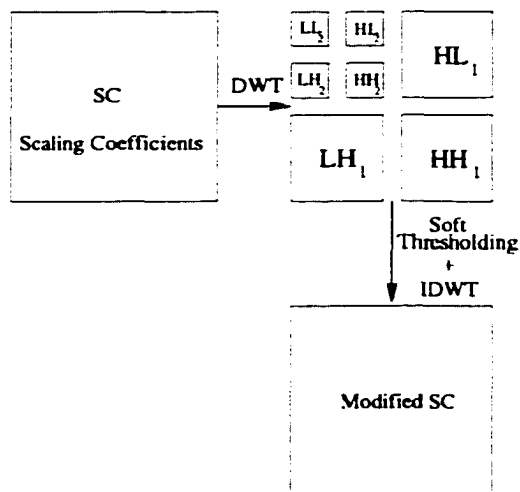 SC
Scaling Coefficients
DWT
LL₂ HL₂
LH₂ HH₂
HL₁
LH₁ HH₁
Soft
Thresholding
+
IDWT
Modified SC